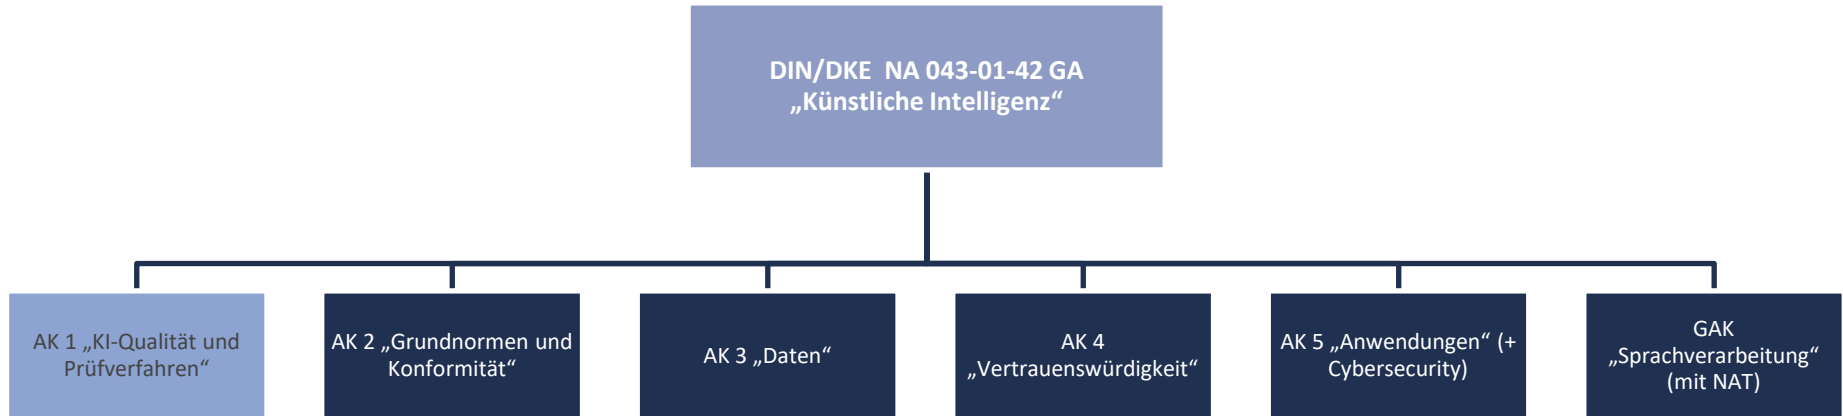 DIN/DKE  NA 043-01-42 GA
„Künstliche Intelligenz“
AK 1 „KI-Qualität und
Prüfverfahren“
AK 2 „Grundnormen und
Konformität“
AK 3 „Daten“
AK 4
„Vertrauenswürdigkeit“
AK 5 „Anwendungen“ (+
Cybersecurity)
GAK
„Sprachverarbeitung“
(mit NAT)